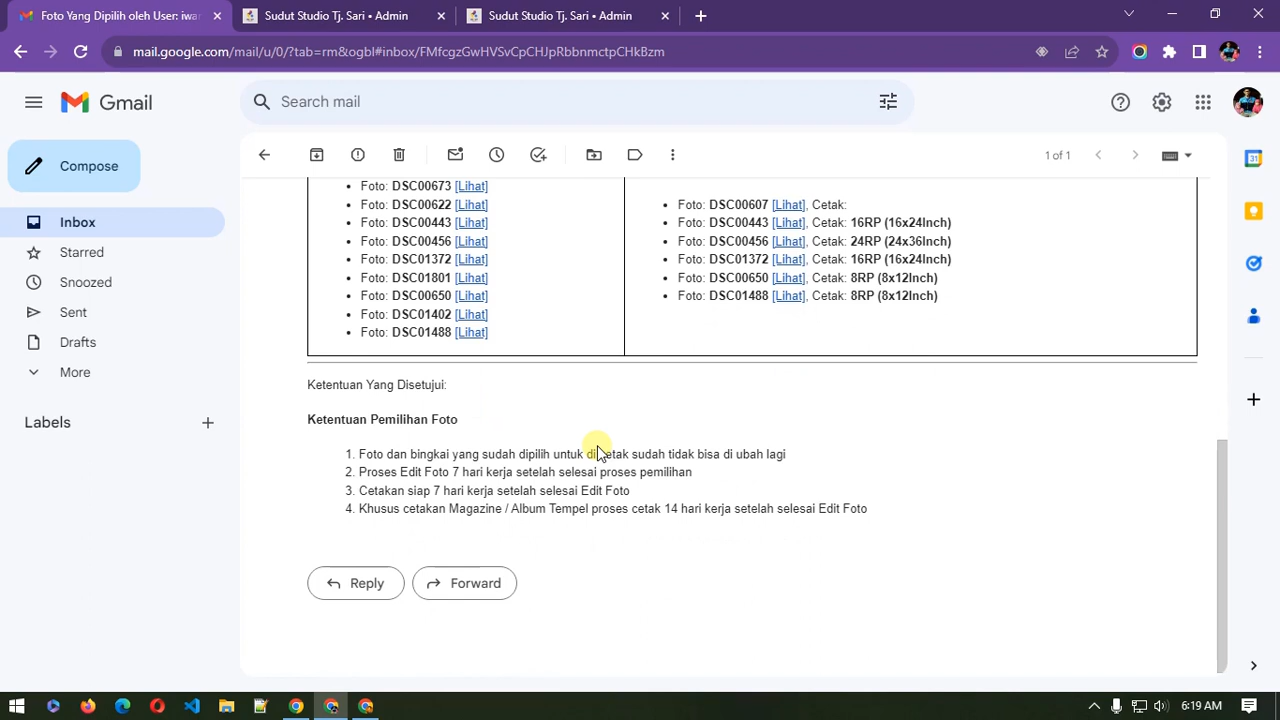 Foto Yang Dipilih oleh User: iwa
Sudut Studio Tj. Sari • Admin
Sudut Studio Tj. Sari • Admin
mail.google.com/mail/u/0/?tab=rm&ogbl#inbox/FMfcgzGwHVSvCpCHJpRbbnmctpCHkBzm
Gmail
Search mail
Compose
1 of 1
Inbox
Starred
Snoozed
Sent
Drafts
More
Labels
Foto: DSC00673 [Lihat]
Foto: DSC00622 [Lihat]
Foto: DSC00443 [Lihat]
Foto: DSC00456 [Lihat]
Foto: DSC01372 [Lihat]
Foto: DSC01801 [Lihat]
Foto: DSC00650 [Lihat]
Foto: DSC01402 [Lihat]
Foto: DSC01488 [Lihat]
Foto: DSC00607 [Lihat], Cetak:
Foto: DSC00443 [Lihat], Cetak: 16RP (16x24Inch)
Foto: DSC00456 [Lihat], Cetak: 24RP (24x36Inch)
Foto: DSC01372 [Lihat], Cetak: 16RP (16x24Inch)
Foto: DSC00650 [Lihat], Cetak: 8RP (8x12Inch)
Foto: DSC01488 [Lihat], Cetak: 8RP (8x12Inch)
Ketentuan Yang Disetujui:
Ketentuan Pemilihan Foto
1. Foto dan bingkai yang sudah dipilih untuk dicetak sudah tidak bisa di ubah lagi
2. Proses Edit Foto 7 hari kerja setelah selesai proses pemilihan
3. Cetakan siap 7 hari kerja setelah selesai Edit Foto
4. Khusus cetakan Magazine / Album Tempel proses cetak 14 hari kerja setelah selesai Edit Foto
Reply
Forward
31
6:19 AM